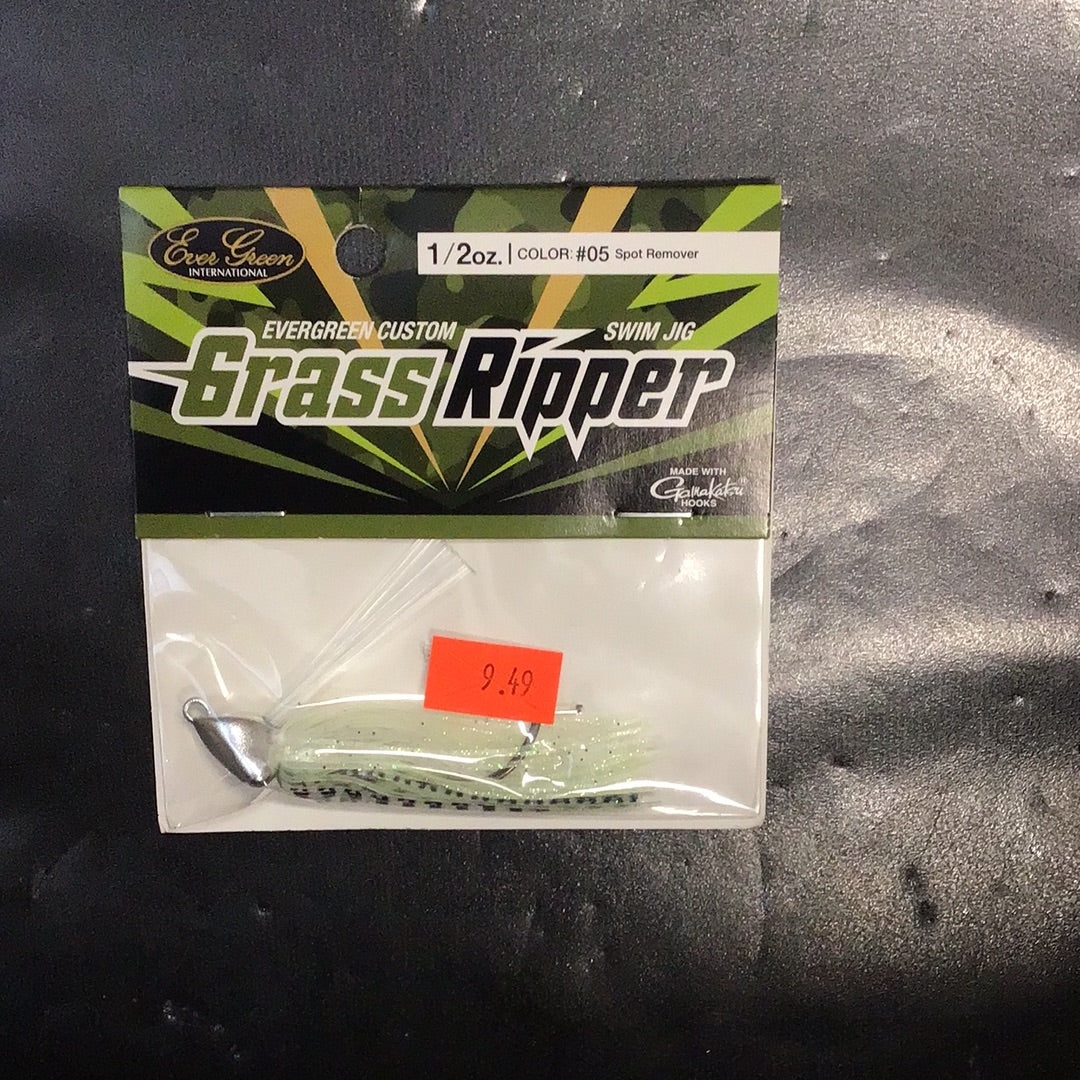 Ever Green
INTERNATIONAL
1/2oz. | COLOR: #05 Spot Remover
EVERGREEN CUSTOM SWIM JIG
Grass Ripper
MADE WITH
Gamakatsu
HOOKS
9.49